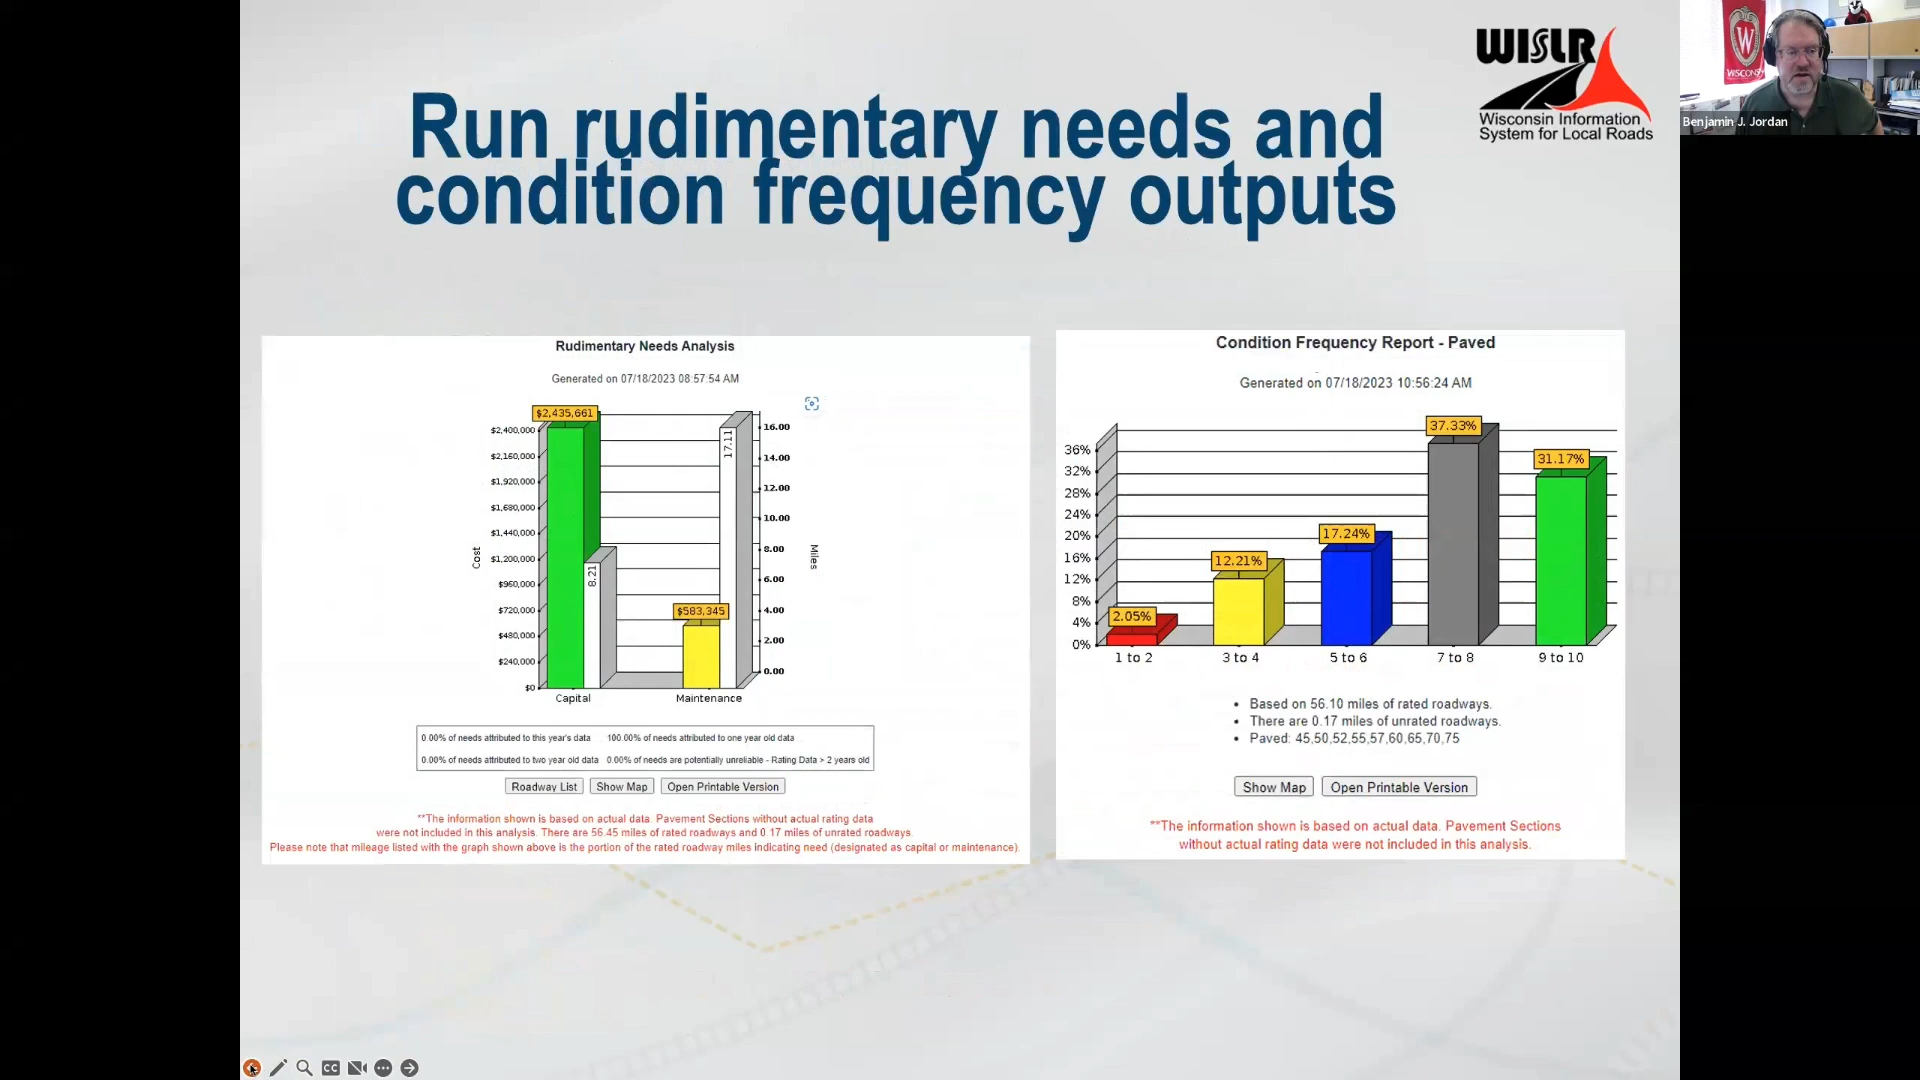 Run rudimentary needs and
condition frequency outputs
WISLR
Wisconsin Information
System for Local Roads
W
WISCONS
Benjamin J. Jordan
Rudimentary Needs Analysis
Generated on 07/18/2023 08:57:54 AM
Cost
$2,400,000
$2,160,000
$1,920,000
$1,680,000
$1,440,000
$1,200,000
$960,000
$720,000
$480,000
$240,000
$0
$2,435,661
8.21
$583,345
17.11
16.00
14.00
12.00
10.00
8.00
6.00
4.00
2.00
0.00
Miles
Capital
Maintenance
0.00% of needs attributed to this year's data 100.00% of needs attributed to one year old data
0.00% of needs attributed to two year old data 0.00% of needs are potentially unreliable - Rating Data > 2 years old
Roadway List Show Map Open Printable Version
**The information shown is based on actual data. Pavement Sections without actual rating data
were not included in this analysis. There are 56.45 miles of rated roadways and 0.17 miles of unrated roadways.
Please note that mileage listed with the graph shown above is the portion of the rated roadway miles indicating need (designated as capital or maintenance).
Condition Frequency Report - Paved
Generated on 07/18/2023 10:56:24 AM
36%
32%
28%
24%
20%
16%
12%
8%
4%
0%
2.05%
12.21%
17.24%
37.33%
31.17%
1 to 2
3 to 4
5 to 6
7 to 8
9 to 10
• Based on 56.10 miles of rated roadways.
• There are 0.17 miles of unrated roadways.
• Paved: 45,50,52,55,57,60,65,70,75
Show Map Open Printable Version
**The information shown is based on actual data. Pavement Sections
without actual rating data were not included in this analysis.
CC